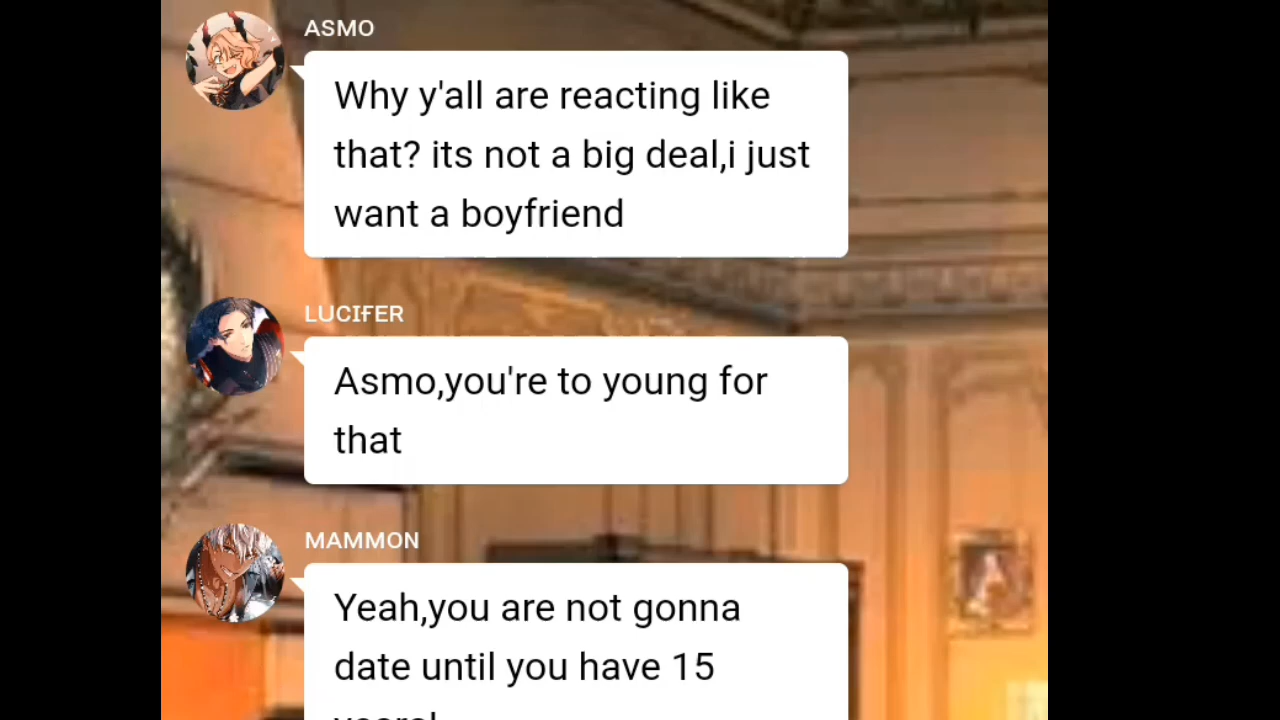 ASMO
Why y'all are reacting like
that? its not a big deal,i just
want a boyfriend
LUCIFER
Asmo,you're to young for
that
MAMMON
Yeah,you are not gonna
date until you have 15